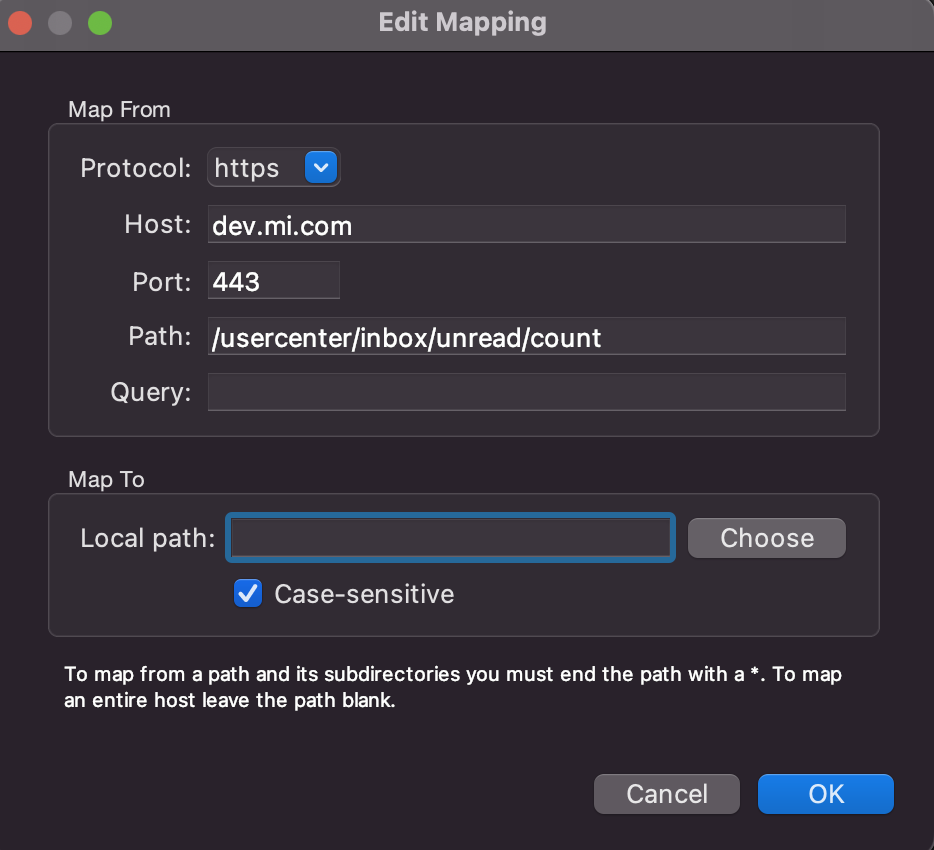 Edit Mapping
Map From
Protocol: https
Host: dev.mi.com
Port: 443
Path: /usercenter/inbox/unread/count
Query:
Map To
Local path: Choose
Case-sensitive
To map from a path and its subdirectories you must end the path with a *. To map
an entire host leave the path blank.
Cancel OK